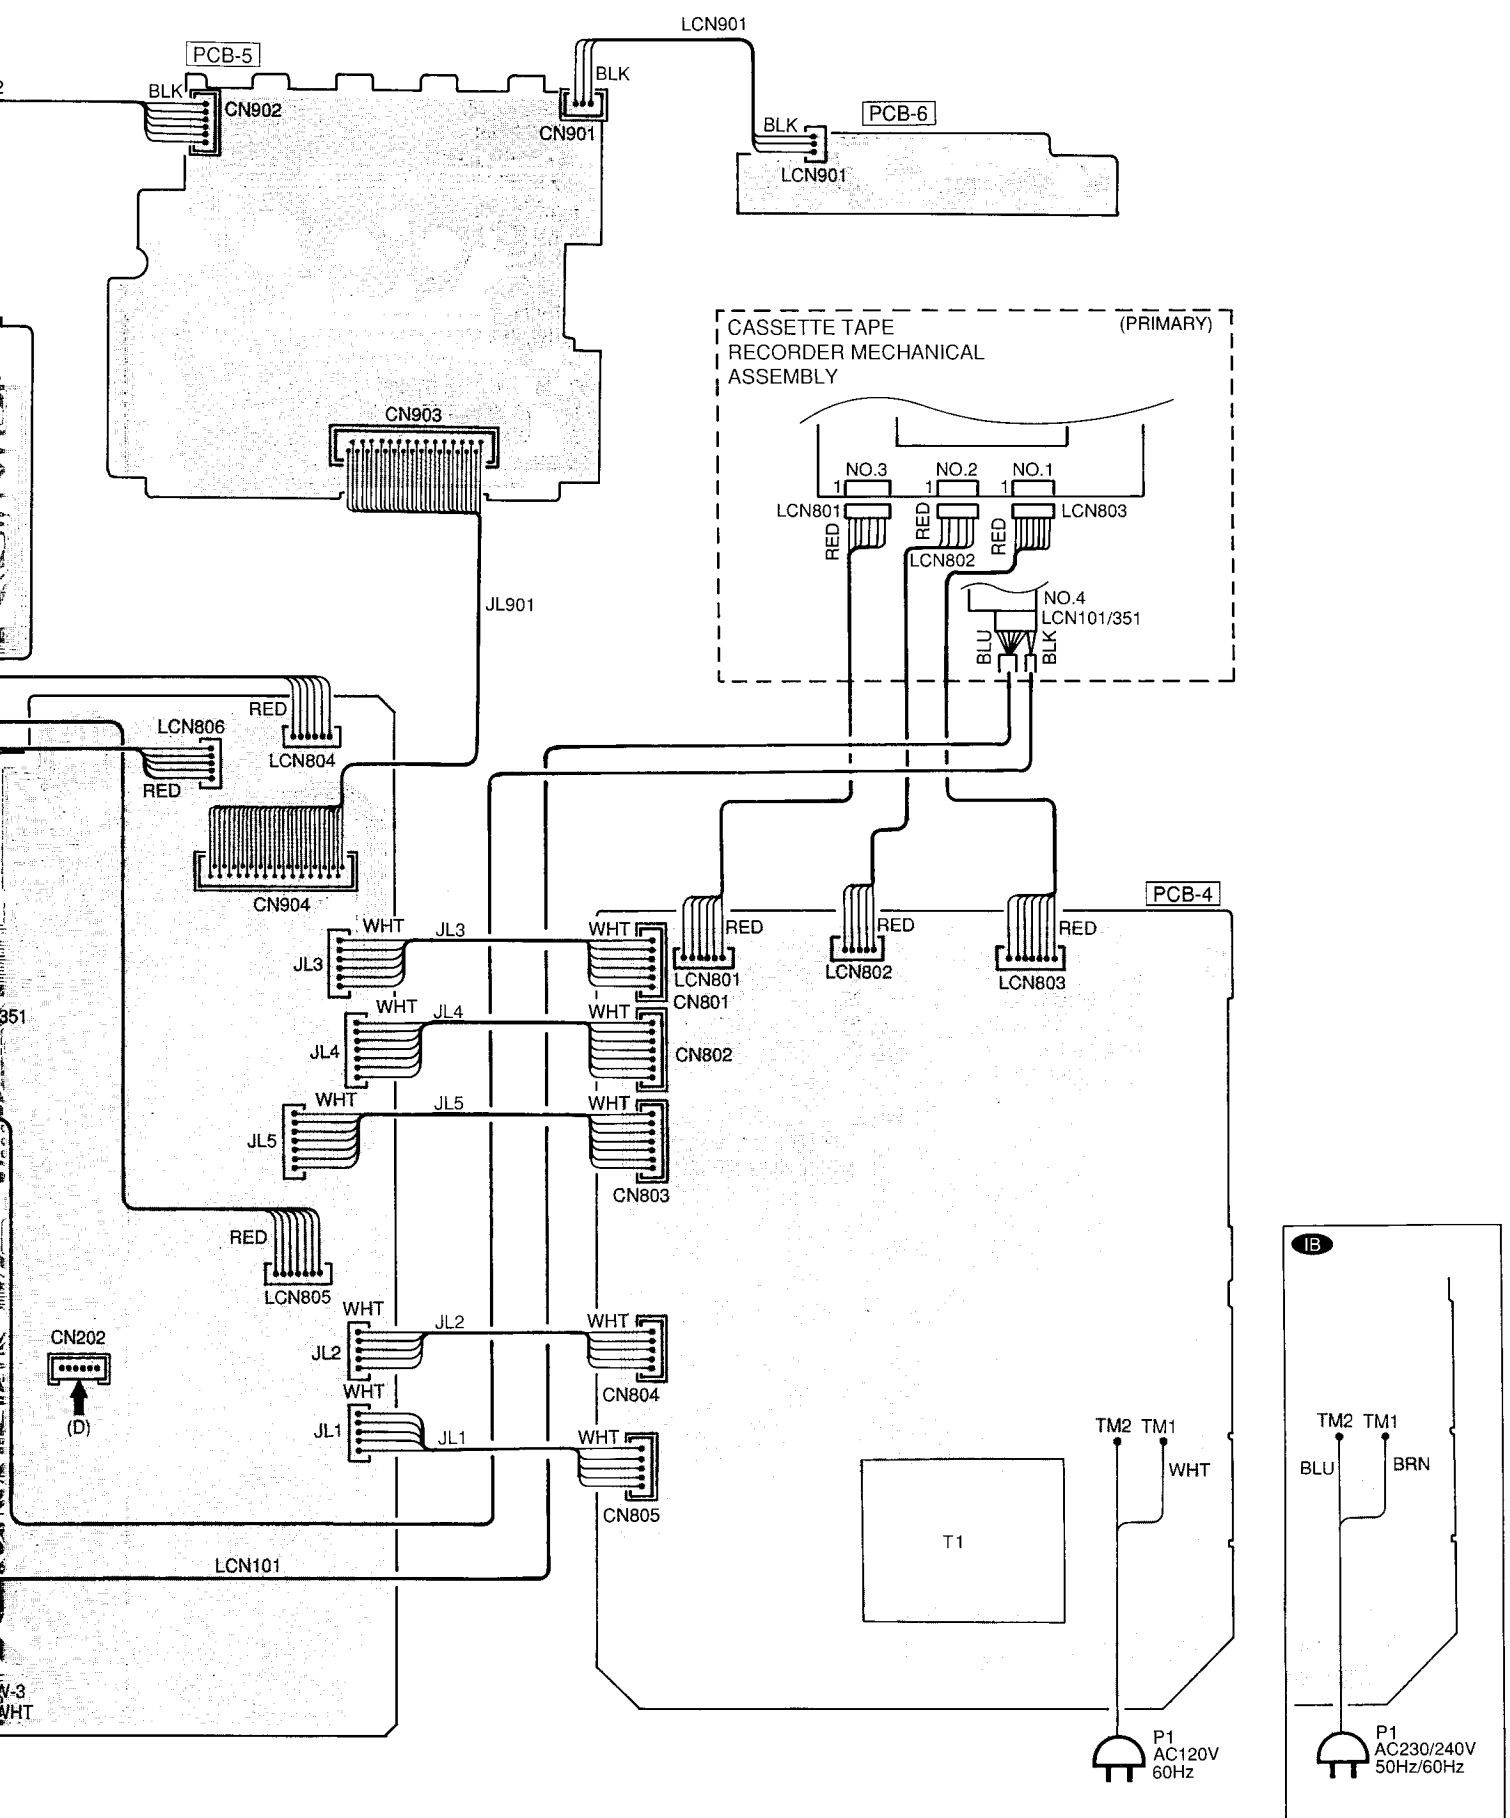 LCN901
PCB-5
BLK
BLK
CN902
PCB-6
CN901
BLK
LCN901
CASSETTE TAPE
RECORDER MECHANICAL
ASSEMBLY
(PRIMARY)
CN903
NO.3
NO.2
NO.1
1
1
1
LCN801
LCN803
RED
RED
RED
LCN802
JL901
NO.4
LCN101/351
BLU
BLK
RED
LCN806
LCN804
RED
CN904
PCB-4
WHT
JL3
WHT
RED
RED
RED
JL3
LCN801
LCN802
LCN803
CN801
WHT
JL4
WHT
351
JL4
CN802
WHT
JL5
WHT
JL5
CN803
RED
LCN805
IB
WHT
JL2
WHT
CN202
JL2
CN804
WHT
(D)
JL1
JL1
WHT
TM2
TM1
TM2
TM1
WHT
BLU
BRN
CN805
T1
LCN101
W-3
WHT
P1
AC120V
60Hz
P1
AC230/240V
50Hz/60Hz